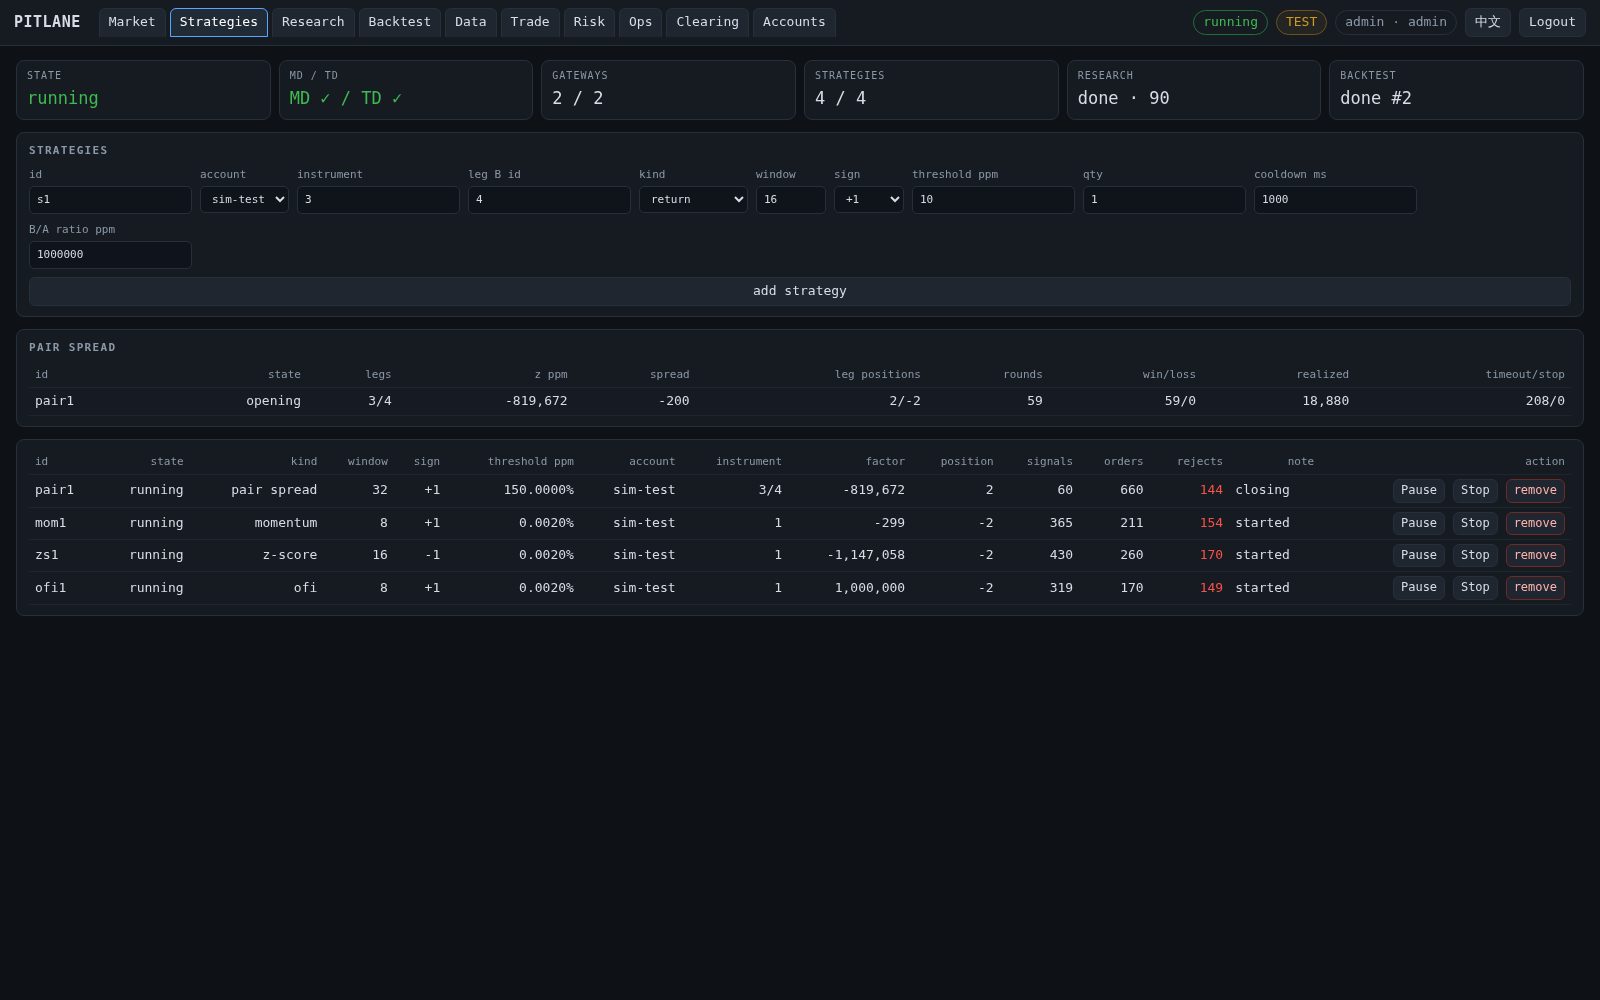 PITLANE Market Strategies Research Backtest Data Trade Risk Ops Clearing Accounts running TEST admin · admin 中文 Logout
STATE MD / TD GATEWAYS STRATEGIES RESEARCH BACKTEST
running MD ✓ / TD ✓ 2 / 2 4 / 4 done · 90 done #2
STRATEGIES
id account instrument leg B id kind window sign threshold ppm qty cooldown ms
s1 sim-test 3 4 return 16 +1 10 1 1000
B/A ratio ppm
1000000
add strategy
PAIR SPREAD
id state legs z ppm spread leg positions rounds win/loss realized timeout/stop
pair1 opening 3/4 -819,672 -200 2/-2 59 59/0 18,880 208/0
id state kind window sign threshold ppm account instrument factor position signals orders rejects note action
pair1 running pair spread 32 +1 150.0000% sim-test 3/4 -819,672 2 60 660 144 closing Pause Stop remove
mom1 running momentum 8 +1 0.0020% sim-test 1 -299 -2 365 211 154 started Pause Stop remove
zs1 running z-score 16 -1 0.0020% sim-test 1 -1,147,058 -2 430 260 170 started Pause Stop remove
ofi1 running ofi 8 +1 0.0020% sim-test 1 1,000,000 -2 319 170 149 started Pause Stop remove